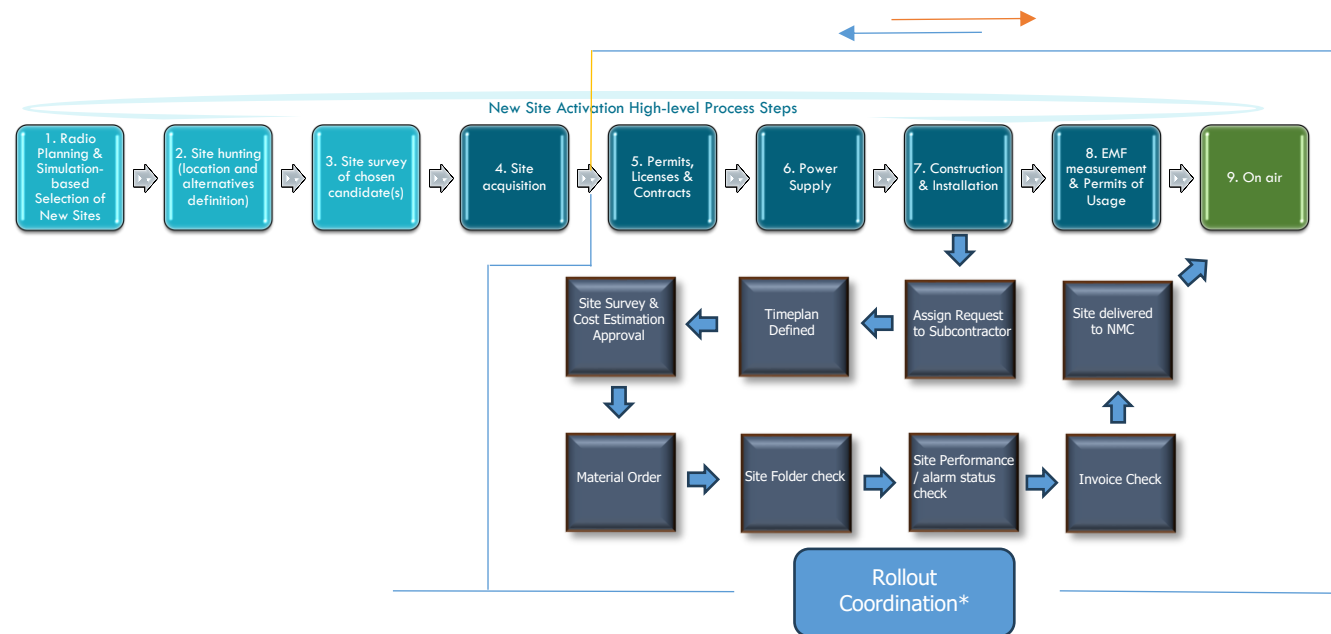 New Site Activation High-level Process Steps
1. Radio
Planning &
Simulation-
based
Selection of
New Sites
2. Site hunting
(location and
alternatives
definition)
3. Site survey
of chosen
candidate(s)
4. Site
acquisition
5. Permits,
Licenses &
Contracts
6. Power
Supply
7. Construction
& Installation
8. EMF
measurement
& Permits of
Usage
9. On air
Site Survey &
Cost Estimation
Approval
Timeplan
Defined
Assign Request
to Subcontractor
Site delivered
to NMC
Material Order
Site Folder check
Site Performance
/ alarm status
check
Invoice Check
Rollout
Coordination*